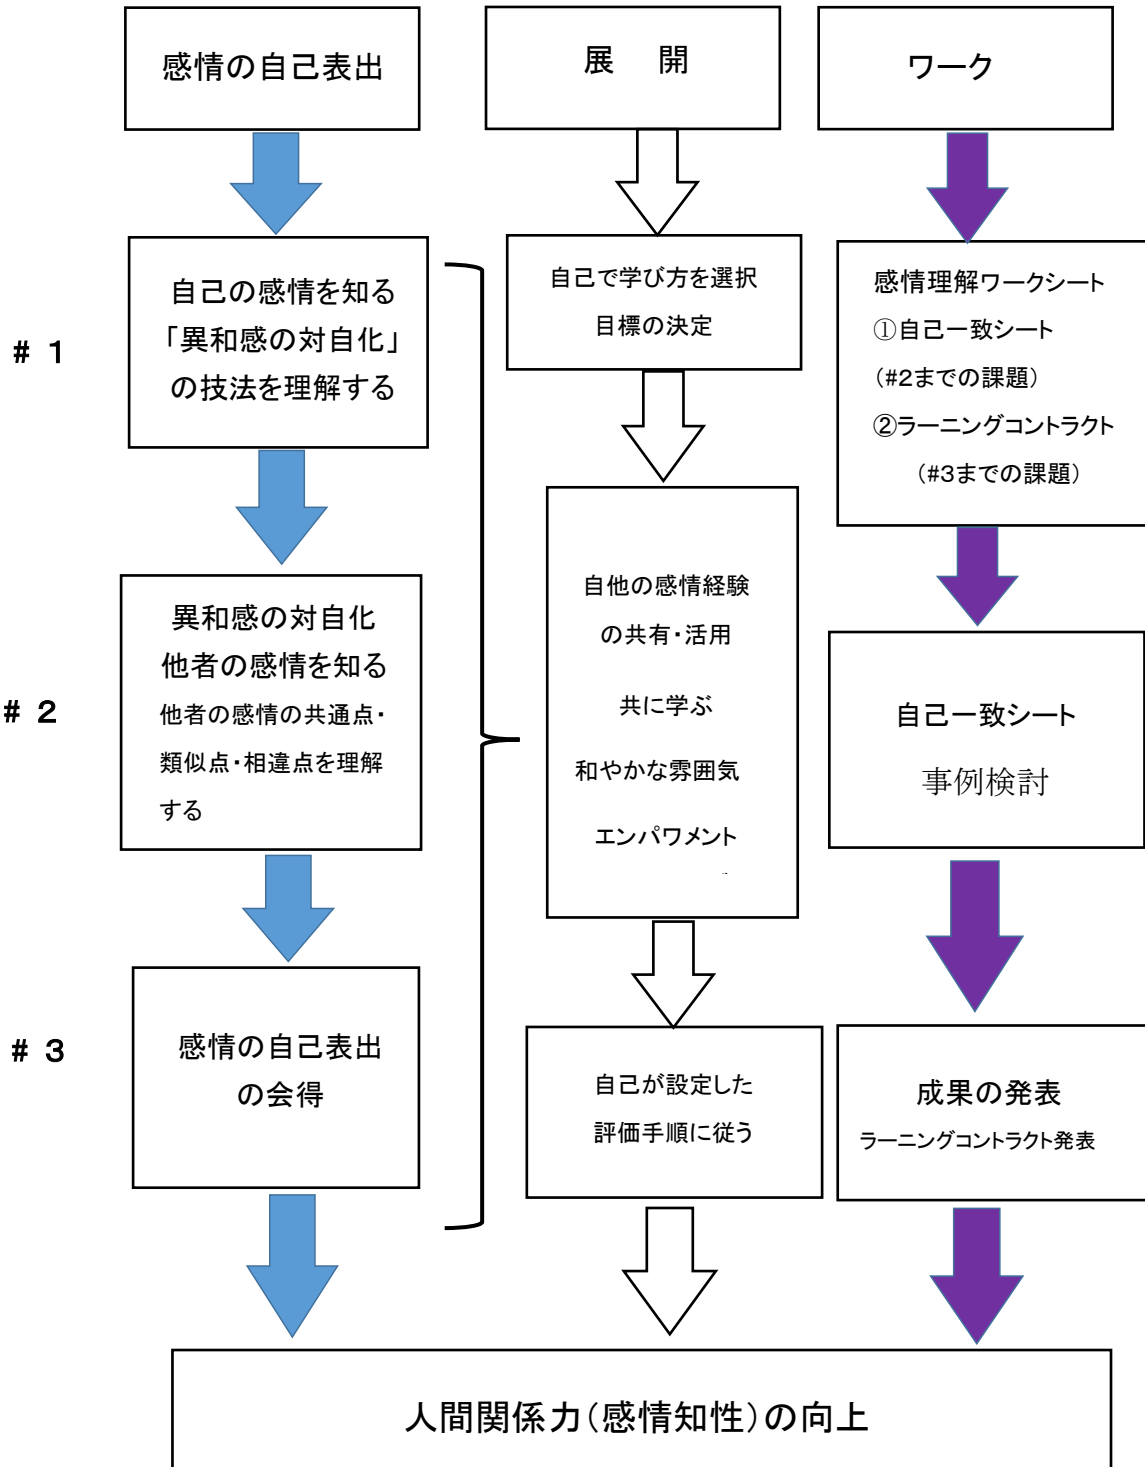 感情の自己表出
展 開
ワーク
# 1
自己の感情を知る
「異和感の対自化」
の技法を理解する
自己で学び方を選択
目標の決定
感情理解ワークシート
①自己一致シート
(#2までの課題)
②ラーニングコントラクト
(#3までの課題)
# 2
異和感の対自化
他者の感情を知る
他者の感情の共通点・
類似点・相違点を理解
する
自他の感情経験
の共有・活用
共に学ぶ
和やかな雰囲気
エンパワメント
自己一致シート
事例検討
# 3
感情の自己表出
の会得
自己が設定した
評価手順に従う
成果の発表
ラーニングコントラクト発表
人間関係力(感情知性)の向上